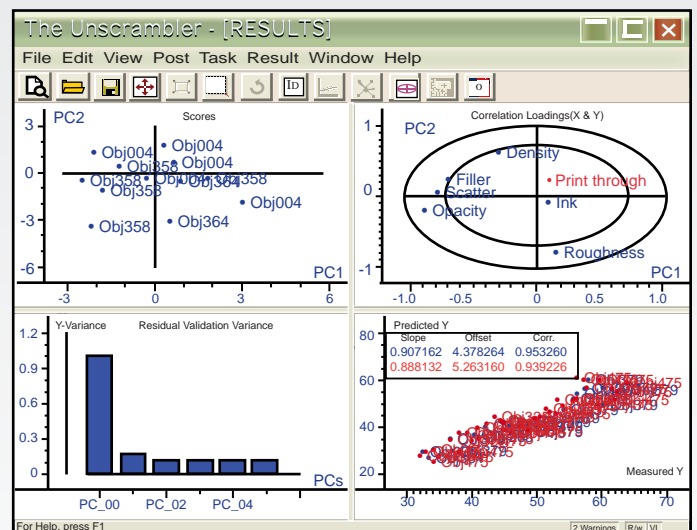 The Unscrambler - [RESULTS]
File Edit View Post Task Result Window Help
ID
PC2
Scores
3
0
-3
-6
Obj004
Obj004
Obj358
Obj004
Obj358
Obj004
Obj364
Obj358
Obj358
Obj358
Obj364
Obj004
PC1
-3 0 3 6
Correlation Loadings(X & Y)
PC2
1
0
-1
Density
Filler
Scatter
Opacity
Print through
Ink
Roughness
PC1
-1.0 -0.5 0 0.5 1.0
Y-Variance
Residual Validation Variance
1.2
0.9
0.6
0.3
0
PCs
PC_00 PC_02 PC_04
Predicted Y
Slope Offset Corr.
0.907162 4.378264 0.953260
0.888132 5.263160 0.939226
80
60
40
20
Obj475
Measured Y
30 40 50 60 70
For Help, press F1
2 Warnings R/w VL